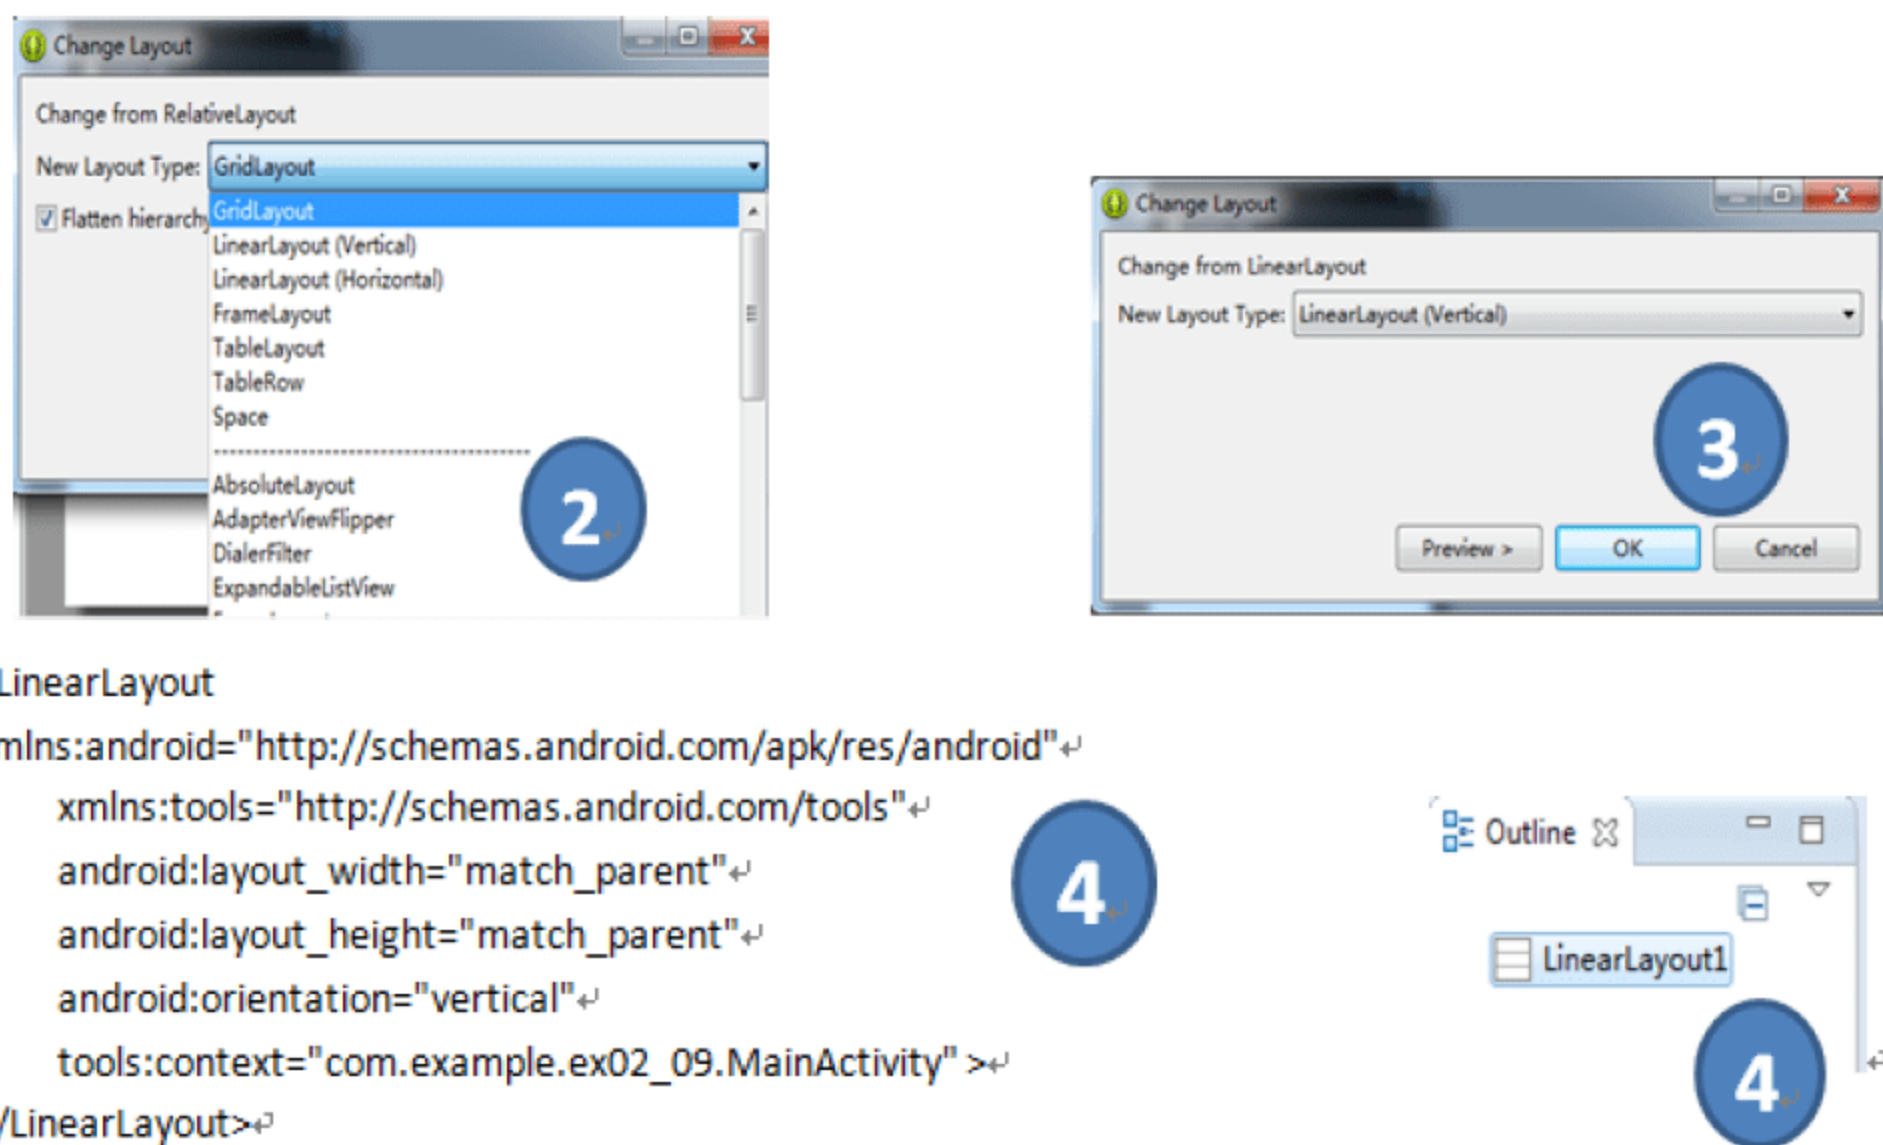 Change Layout
Change from RelativeLayout
New Layout Type: GridLayout
Flatten hierarchy
GridLayout
LinearLayout (Vertical)
LinearLayout (Horizontal)
FrameLayout
TableLayout
TableRow
Space
--------------------------------------
AbsoluteLayout
AdapterViewFlipper
DialerFilter
ExpandableListView
2
Change Layout
Change from LinearLayout
New Layout Type: LinearLayout (Vertical)
3
Preview > OK Cancel
LinearLayout
mlns:android="http://schemas.android.com/apk/res/android"
xmlns:tools="http://schemas.android.com/tools"
android:layout_width="match_parent"
android:layout_height="match_parent"
android:orientation="vertical"
tools:context="com.example.ex02_09.MainActivity" >
/LinearLayout>
4
Outline
LinearLayout1
4